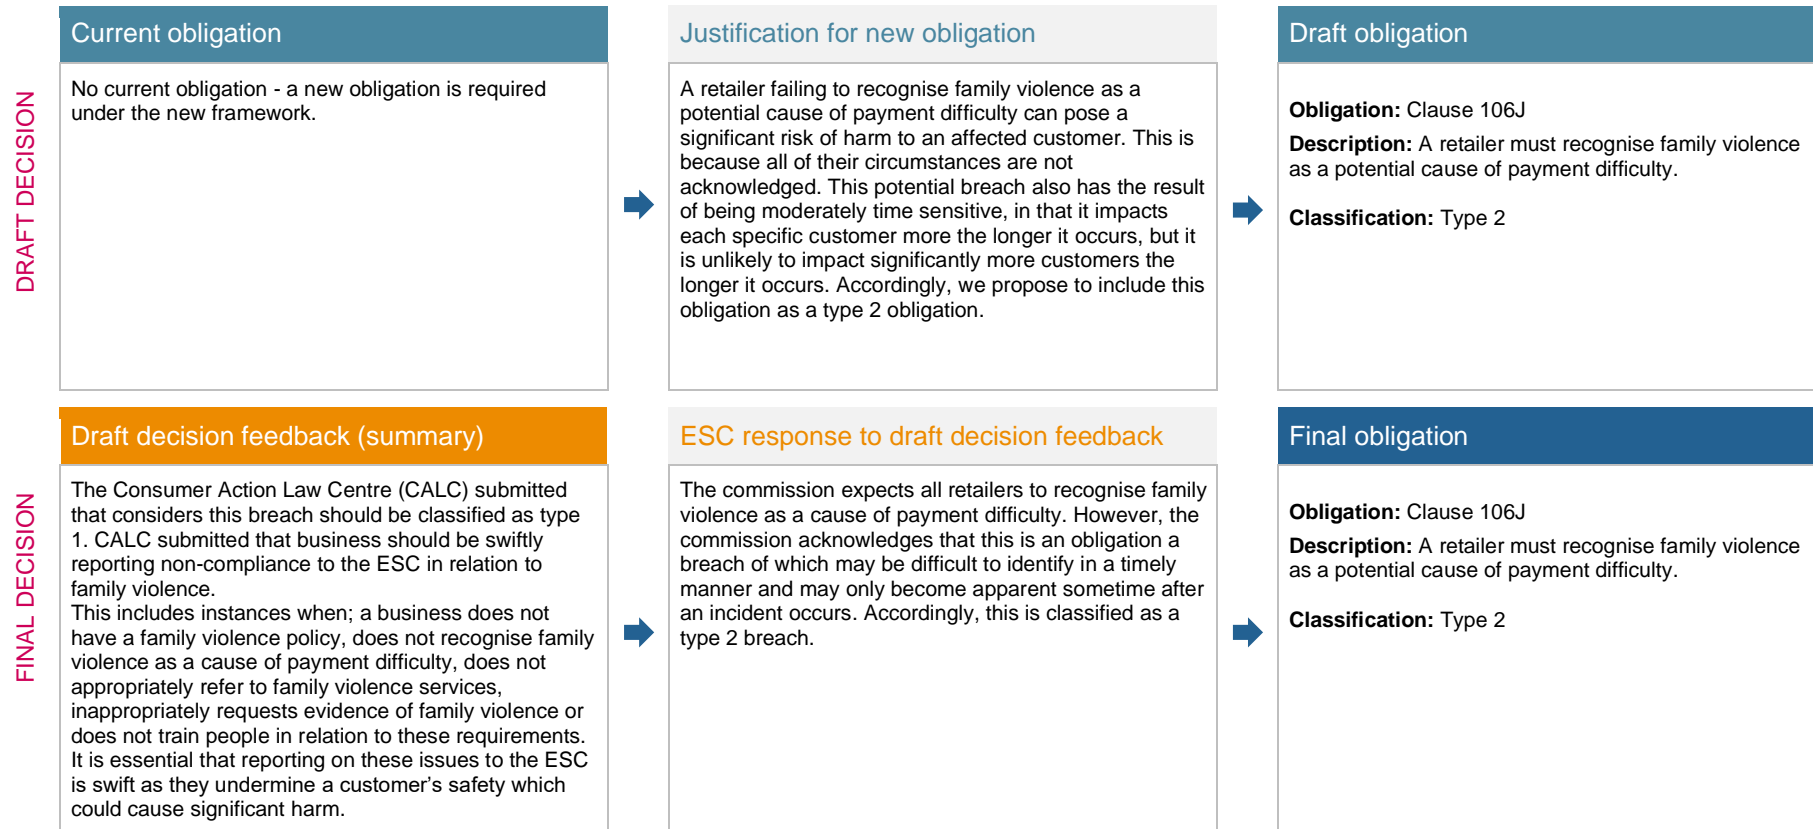 DRAFT DECISION
Current obligation
No current obligation - a new obligation is required
under the new framework.
Justification for new obligation
A retailer failing to recognise family violence as a
potential cause of payment difficulty can pose a
significant risk of harm to an affected customer. This is
because all of their circumstances are not
acknowledged. This potential breach also has the result
of being moderately time sensitive, in that it impacts
each specific customer more the longer it occurs, but it
is unlikely to impact significantly more customers the
longer it occurs. Accordingly, we propose to include this
obligation as a type 2 obligation.
Draft obligation
Obligation: Clause 106J
Description: A retailer must recognise family violence
as a potential cause of payment difficulty.
Classification: Type 2
FINAL DECISION
Draft decision feedback (summary)
The Consumer Action Law Centre (CALC) submitted
that considers this breach should be classified as type
1. CALC submitted that business should be swiftly
reporting non-compliance to the ESC in relation to
family violence.
This includes instances when; a business does not
have a family violence policy, does not recognise family
violence as a cause of payment difficulty, does not
appropriately refer to family violence services,
inappropriately requests evidence of family violence or
does not train people in relation to these requirements.
It is essential that reporting on these issues to the ESC
is swift as they undermine a customer's safety which
could cause significant harm.
ESC response to draft decision feedback
The commission expects all retailers to recognise family
violence as a cause of payment difficulty. However, the
commission acknowledges that this is an obligation a
breach of which may be difficult to identify in a timely
manner and may only become apparent sometime after
an incident occurs. Accordingly, this is classified as a
type 2 breach.
Final obligation
Obligation: Clause 106J
Description: A retailer must recognise family violence
as a potential cause of payment difficulty.
Classification: Type 2